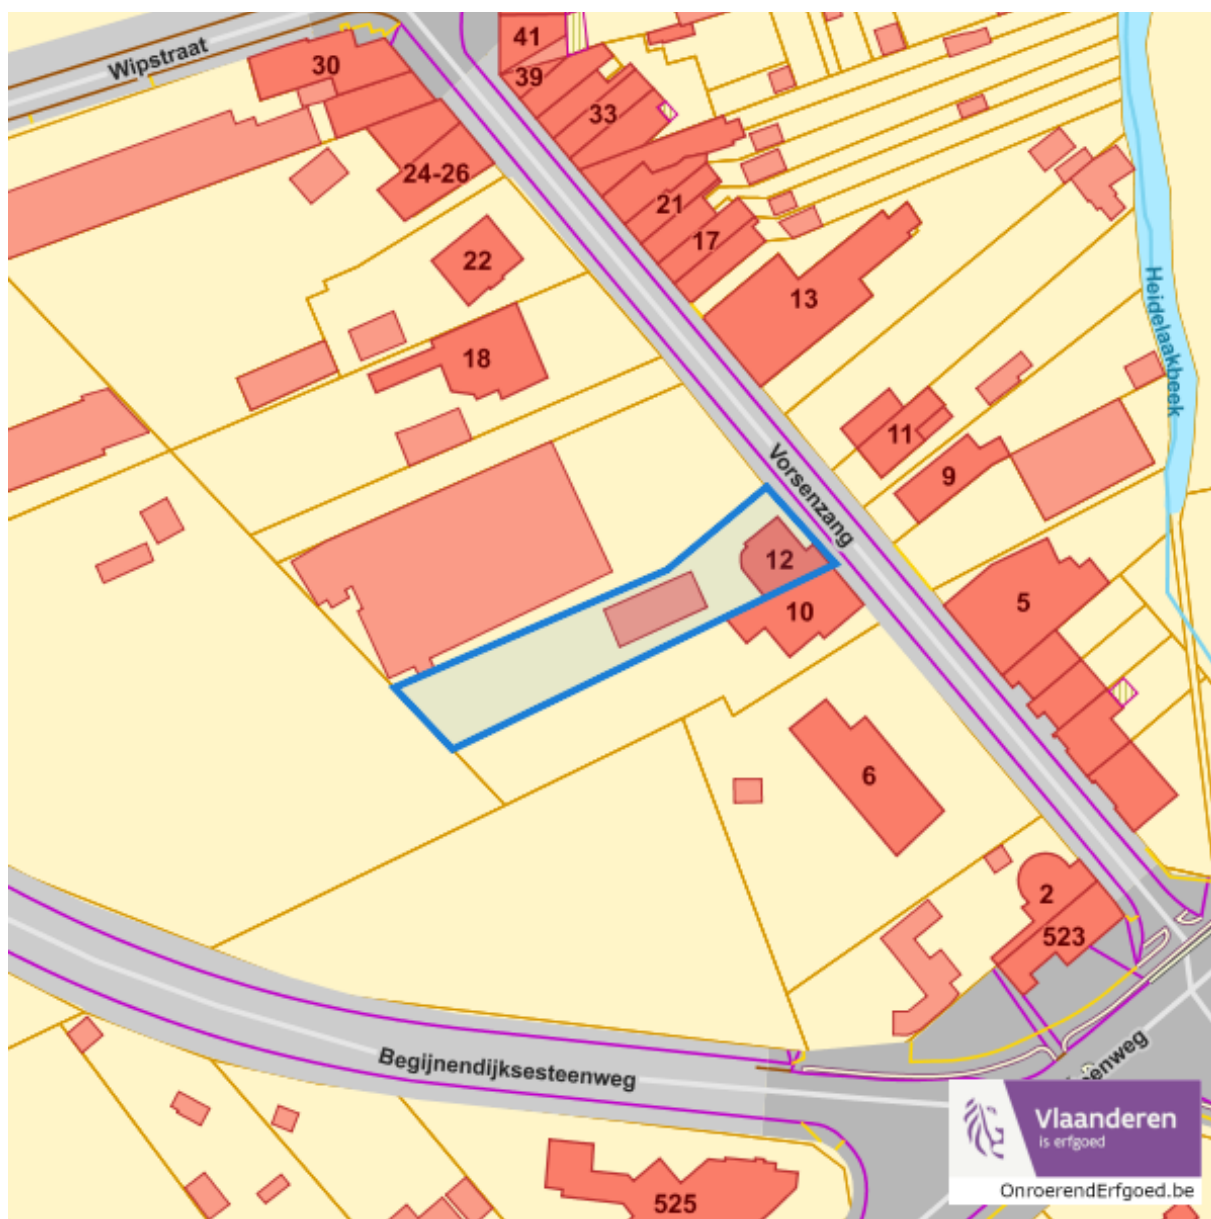 Wipstraat
30
41
39
33
24-26
21
17
22
13
18
Heidelaakbeek
11
9
Vorsenzang
12
10
5
6
2
523
Begijnendijksesteenweg
525
Vlaanderen
is erfgoed
OnroerendErfgoed.be